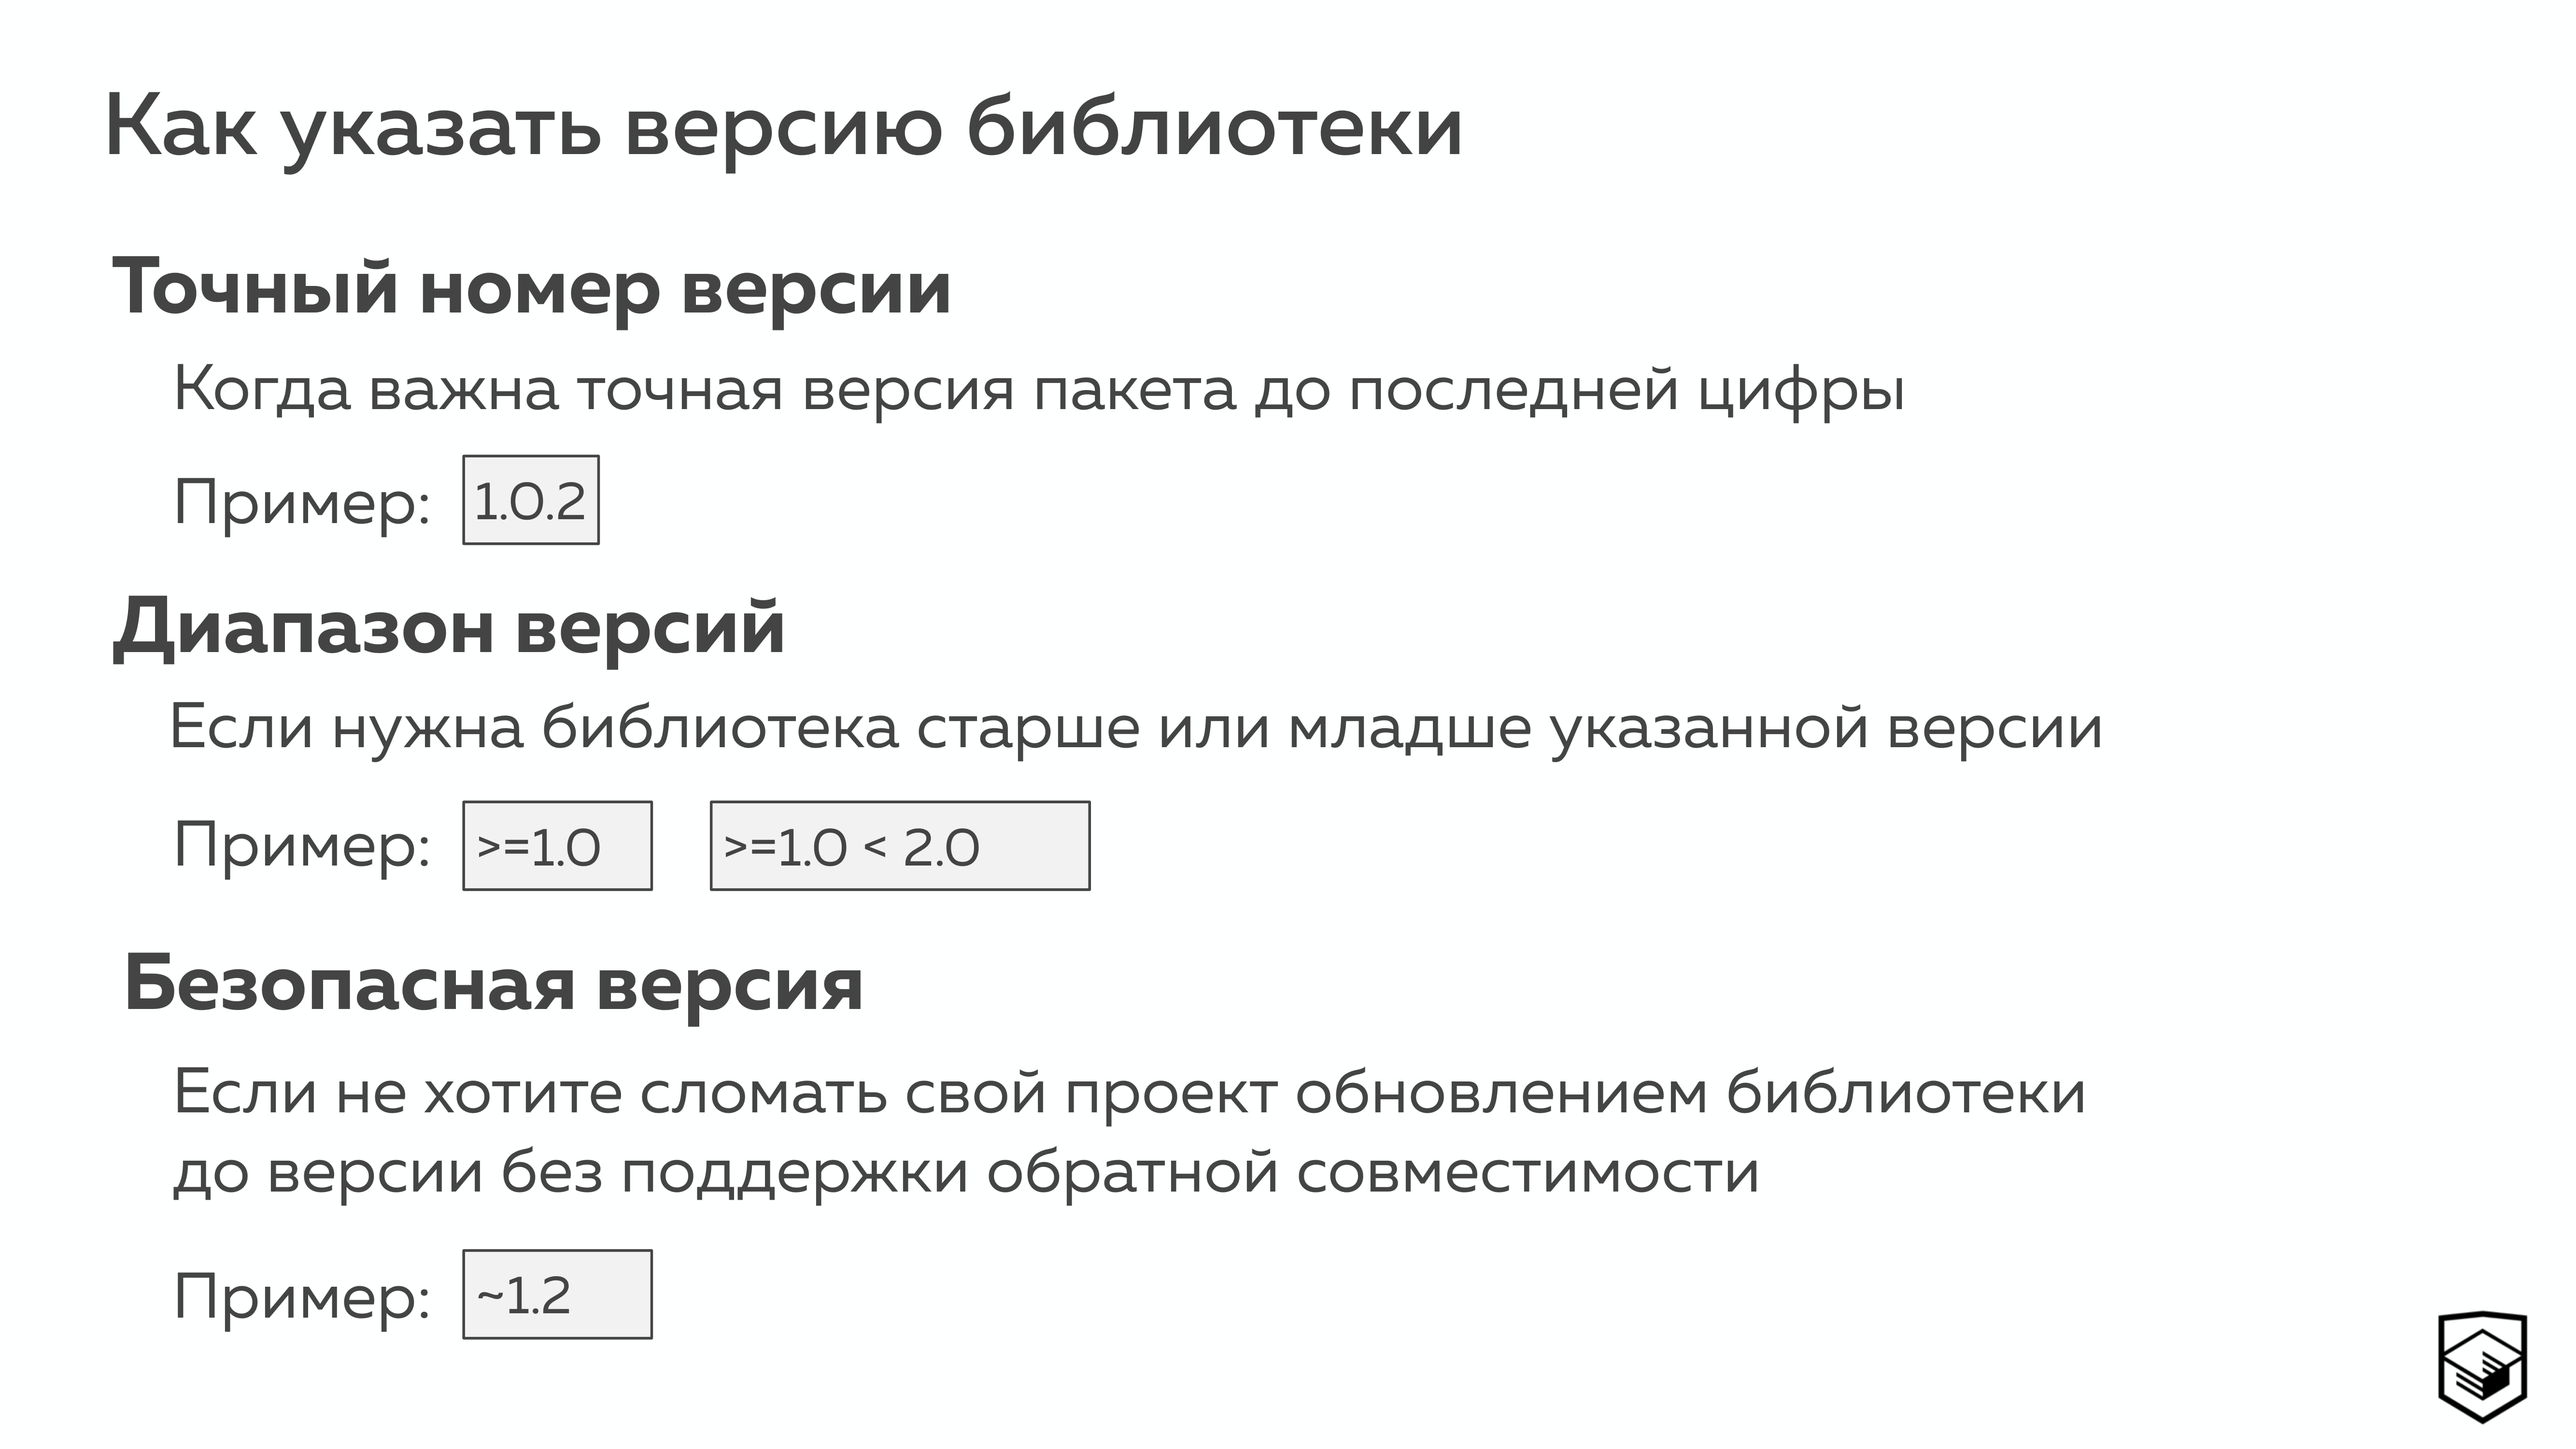 Как указать версию библиотеки
Точный номер версии
Когда важна точная версия пакета до последней цифры
Пример: 1.0.2
Диапазон версий
Если нужна библиотека старше или младше указанной версии
Пример: >=1.0 >=1.0 < 2.0
Безопасная версия
Если не хотите сломать свой проект обновлением библиотеки
до версии без поддержки обратной совместимости
Пример: ~1.2